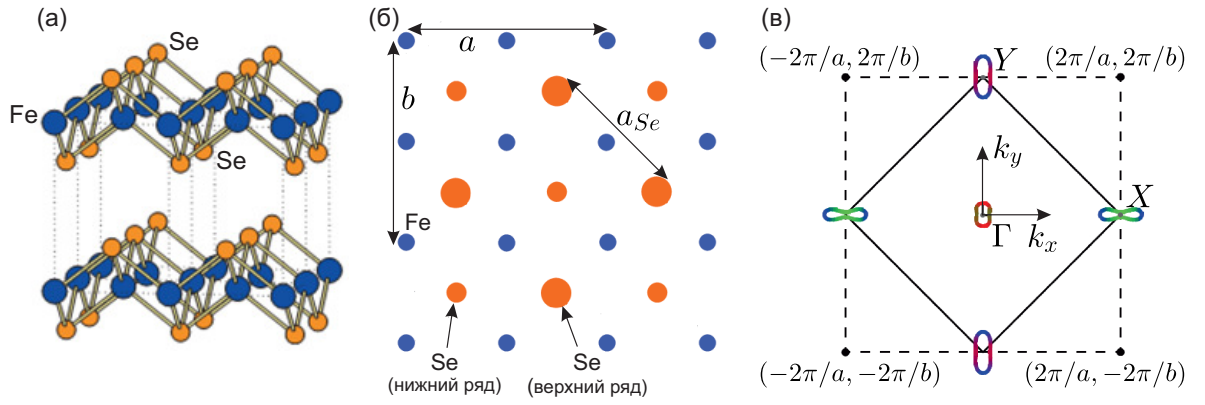 (а)
Se
Fe
Se
(б)
a
b
a_{Se}
Fe
Se
(нижний ряд)
Se
(верхний ряд)
(в)
(−2π/a, 2π/b)
Y
(2π/a, 2π/b)
k_y
X
Γ
k_x
(−2π/a, −2π/b)
(2π/a, −2π/b)